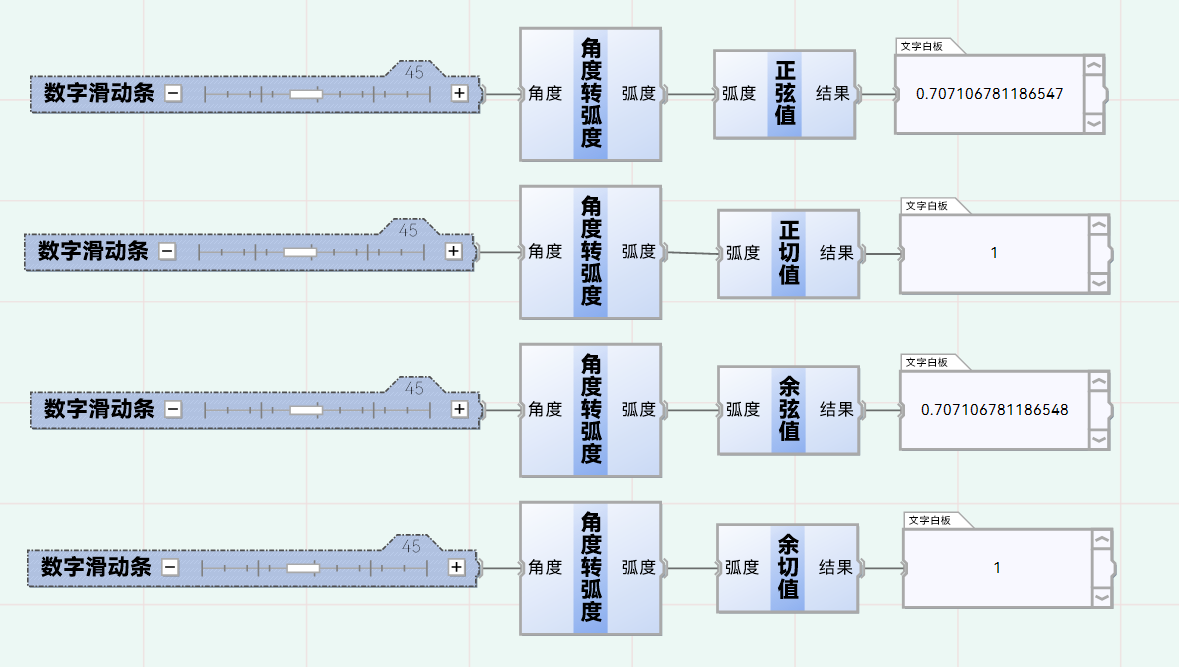 数字滑动条 − 45 +
角度 角度转弧度 弧度
弧度 正弦值 结果
文字白板
0.707106781186547
数字滑动条 − 45 +
角度 角度转弧度 弧度
弧度 正切值 结果
文字白板
1
数字滑动条 − 45 +
角度 角度转弧度 弧度
弧度 余弦值 结果
文字白板
0.707106781186548
数字滑动条 − 45 +
角度 角度转弧度 弧度
弧度 余切值 结果
文字白板
1